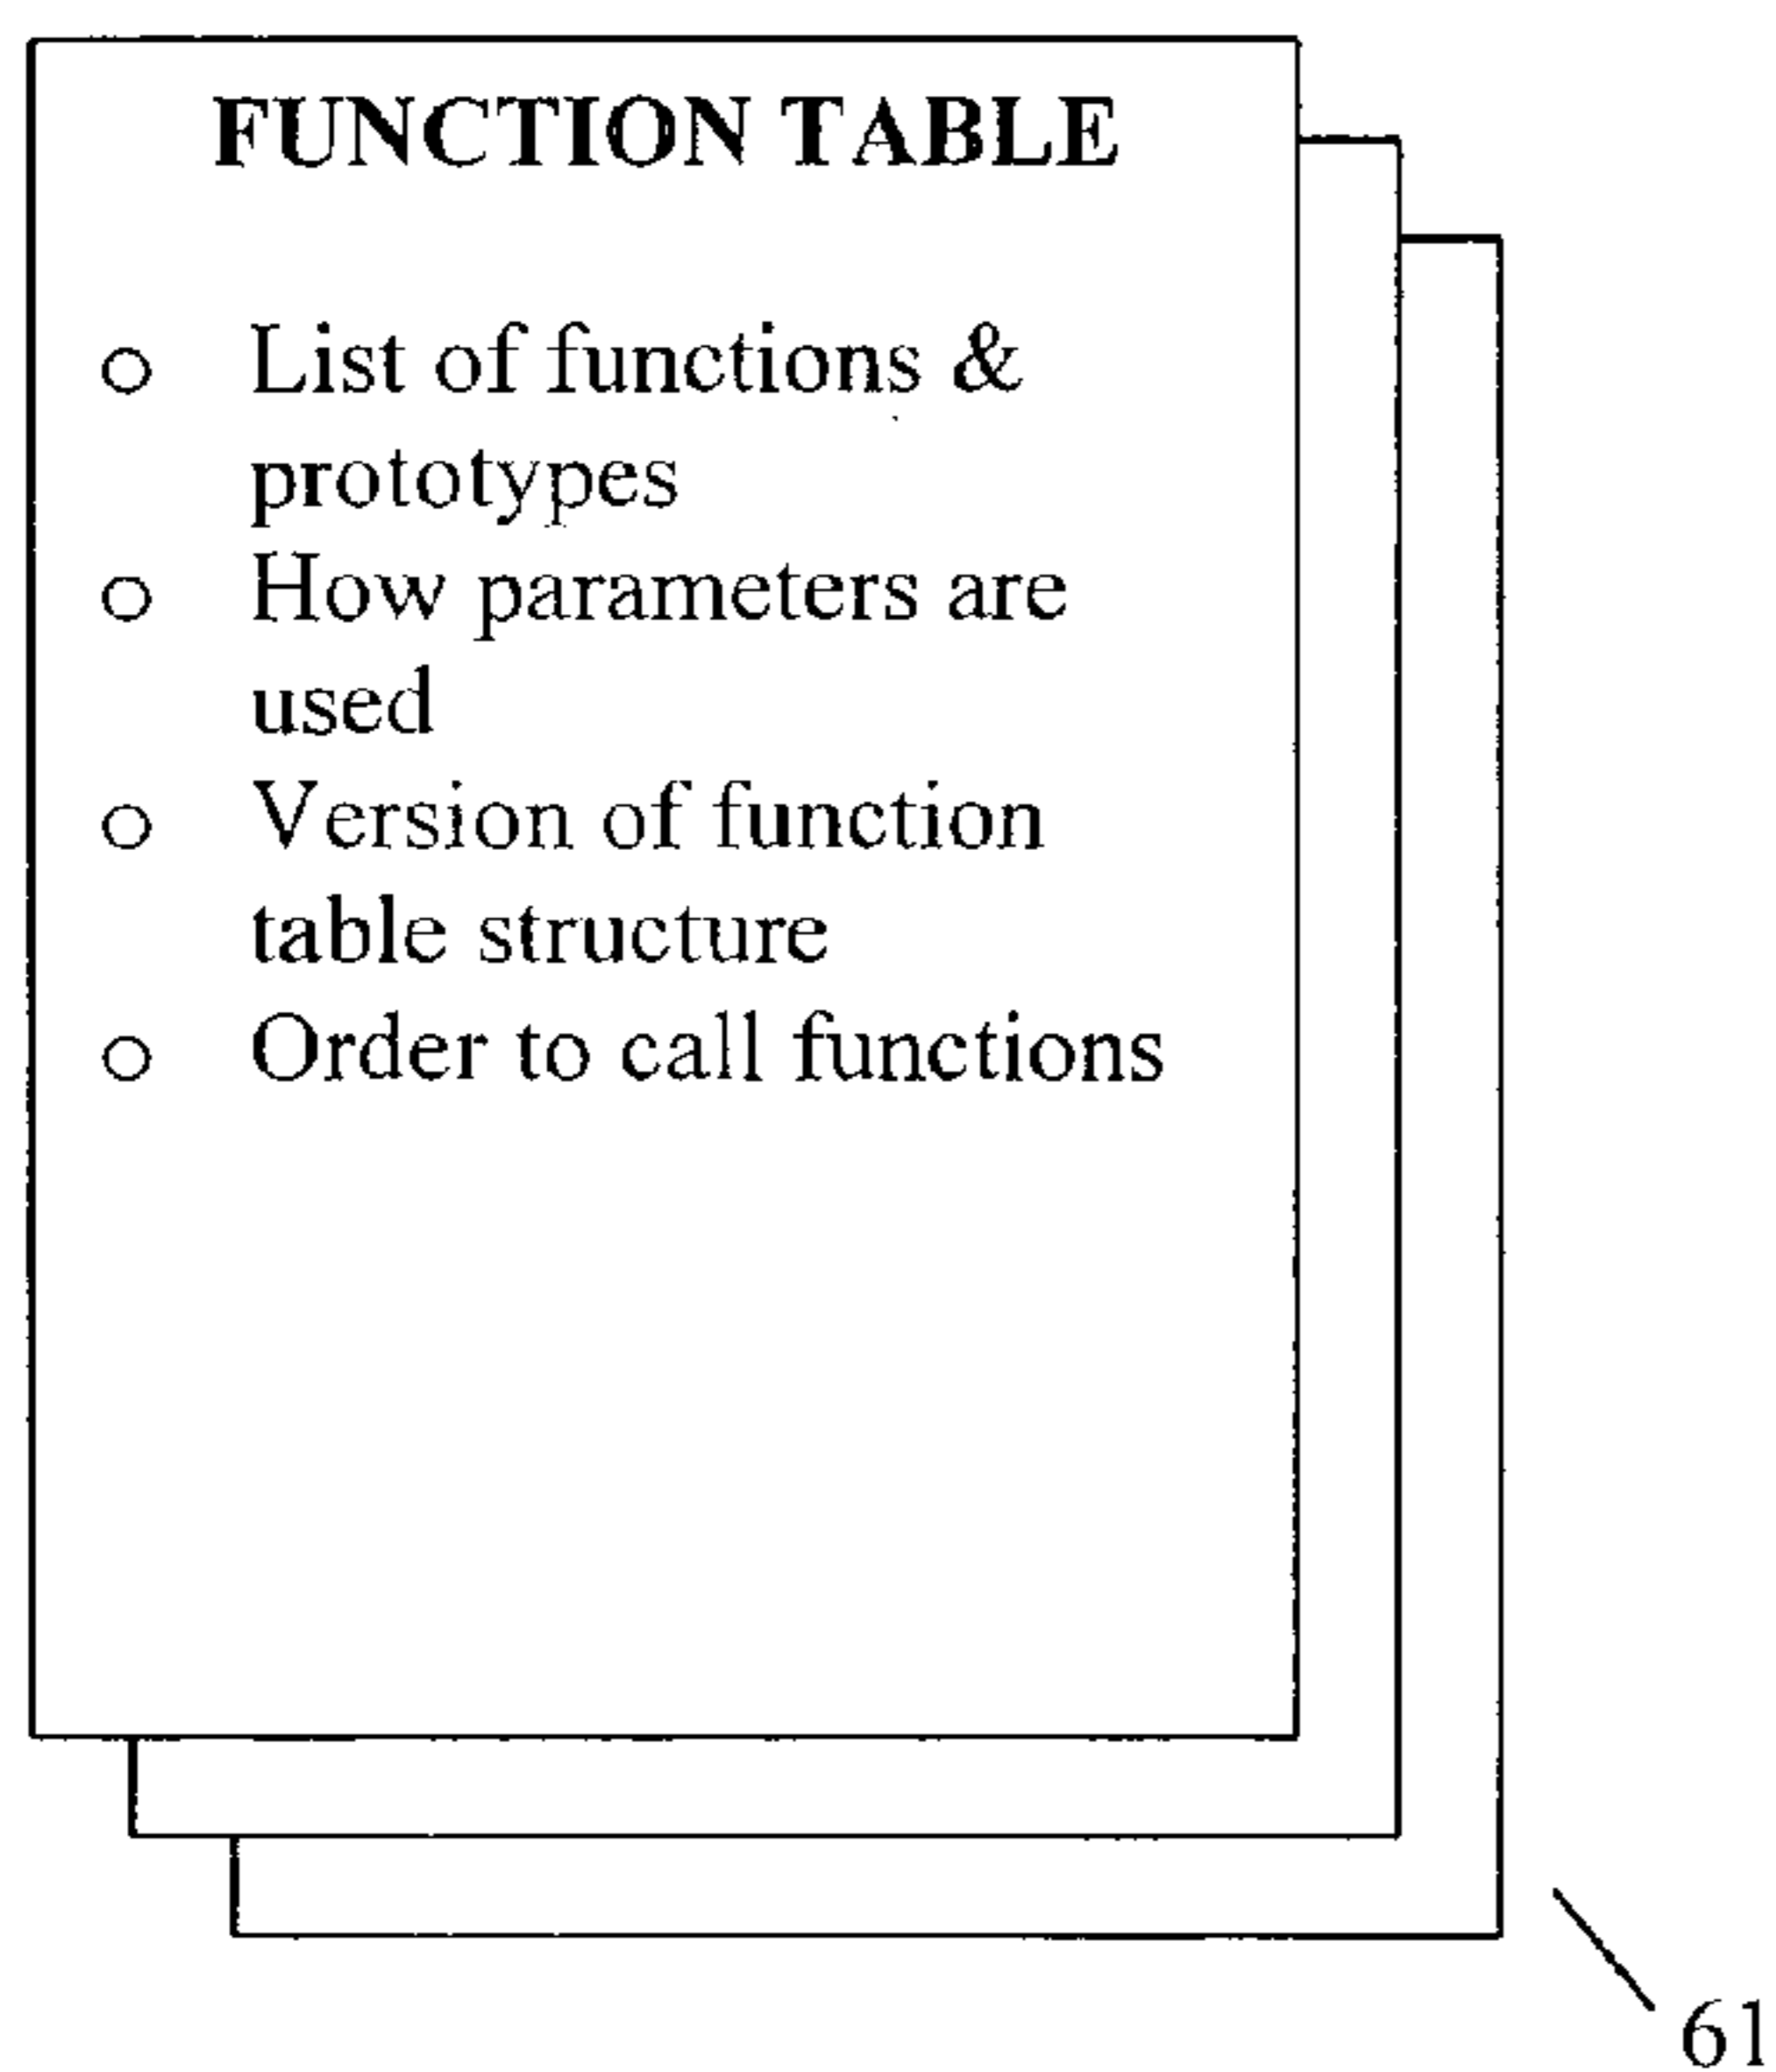 FUNCTION TABLE
○ List of functions &
prototypes
○ How parameters are
used
○ Version of function
table structure
○ Order to call functions
61